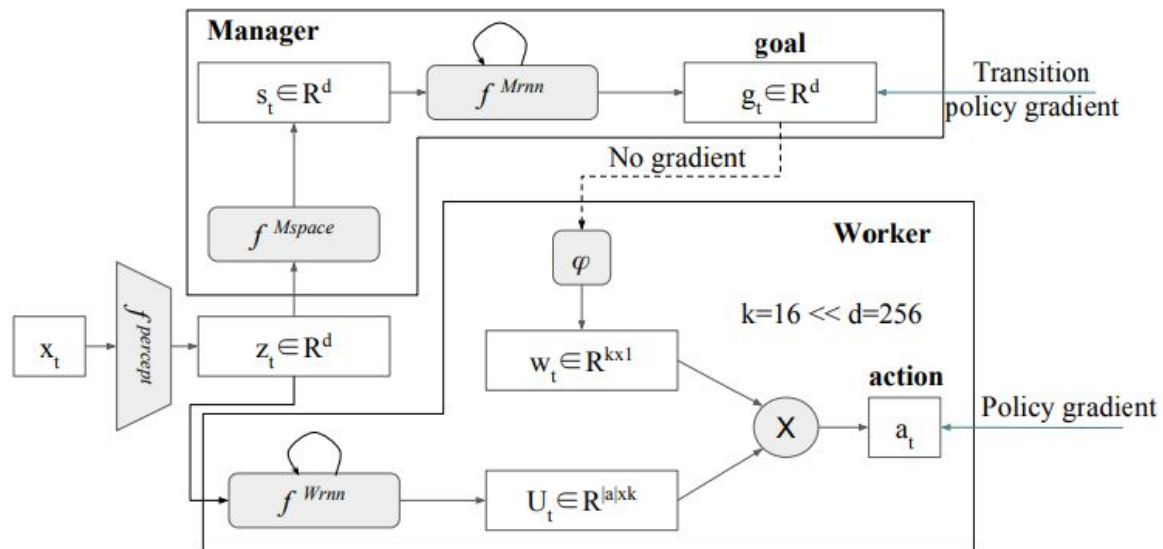 Manager
goal
s_t ∈ R^d
f^Mrnn
g_t ∈ R^d
Transition
policy gradient
No gradient
f^Mspace
φ
Worker
k=16 << d=256
x_t
f^percept
z_t ∈ R^d
w_t ∈ R^kx1
action
X
a_t
Policy gradient
f^Wrnn
U_t ∈ R^|a|xk